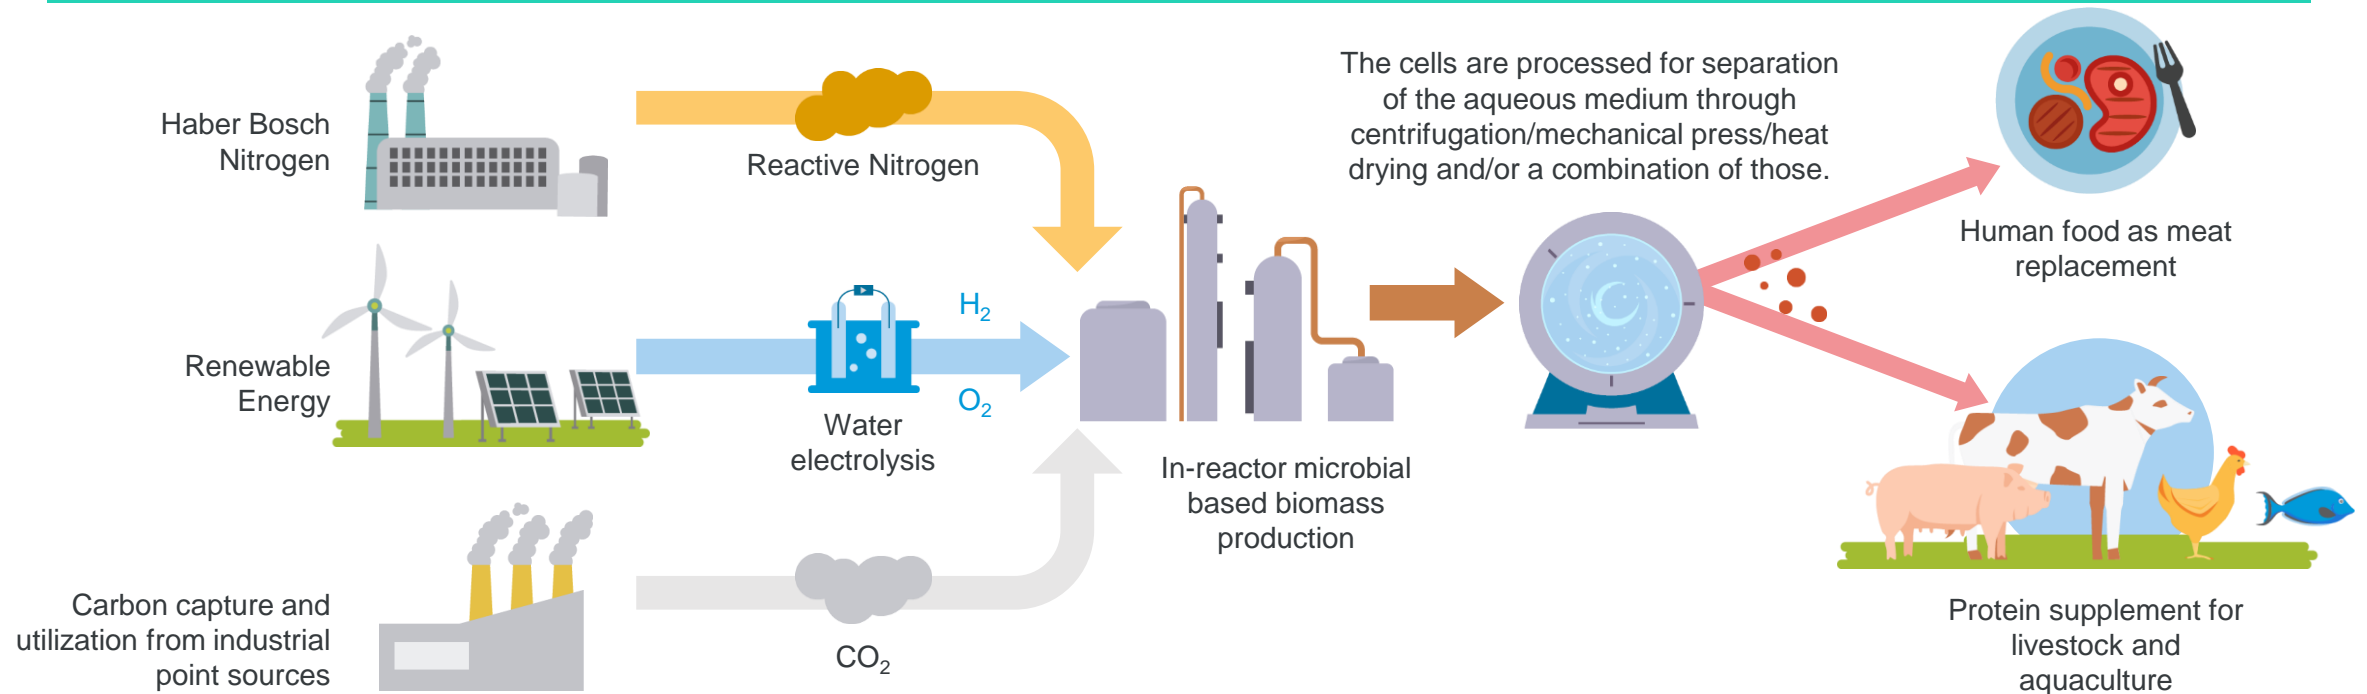 Haber Bosch
Nitrogen
Reactive Nitrogen
The cells are processed for separation
of the aqueous medium through
centrifugation/mechanical press/heat
drying and/or a combination of those.
Human food as meat
replacement
Renewable
Energy
H₂
O₂
Water
electrolysis
In-reactor microbial
based biomass
production
Carbon capture and
utilization from industrial
point sources
CO₂
Protein supplement for
livestock and
aquaculture